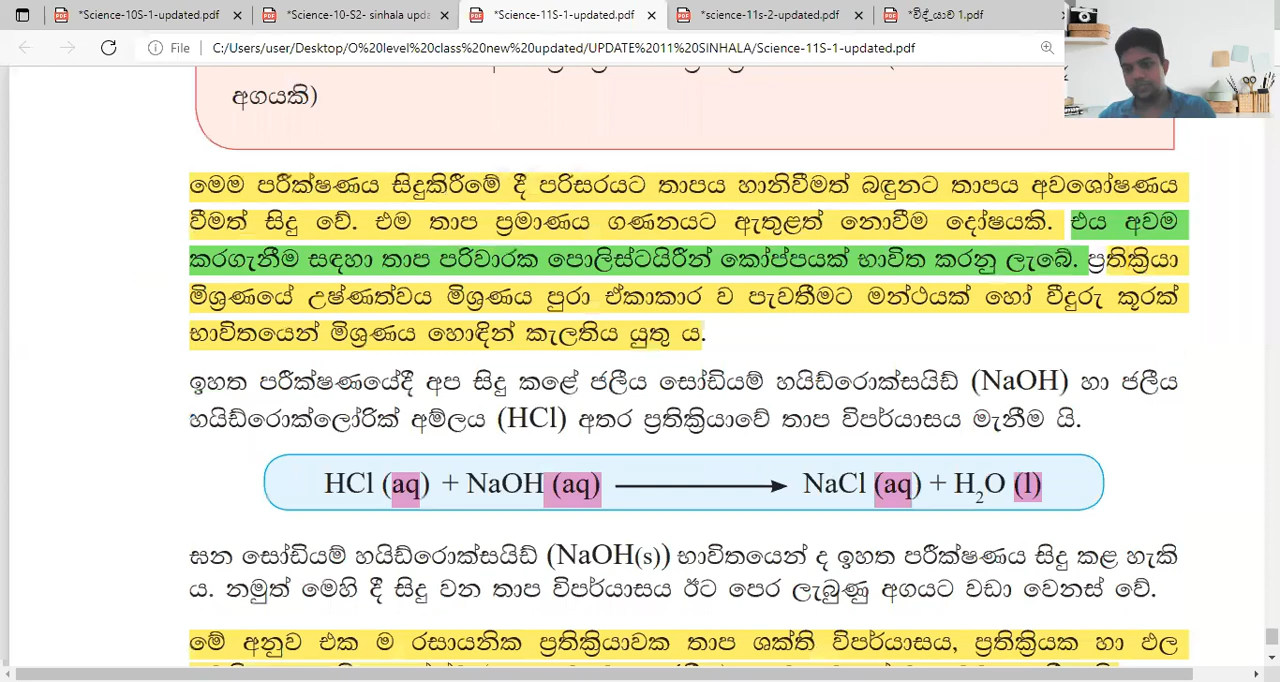 *Science-10S-1-updated.pdf
*Science-10-S2- sinhala upda
*Science-11S-1-updated.pdf
*science-11s-2-updated.pdf
File C:/Users/user/Desktop/O%20level%20class%20new%20updated/UPDATE%2011%20SINHALA/Science-11S-1-updated.pdf
අගයකි)
මෙම පරීක්ෂණය සිදුකිරීමේ දී පරිසරයට තාපය හානිවීමත් බඳුනට තාපය අවශෝෂණය
වීමත් සිදු වේ. එම තාප ප්‍රමාණය ගණනයට ඇතුළත් නොවීම දෝෂයකි. එය අවම
කරගැනීම සඳහා තාප පරිවාරක පොලිස්ටයිරීන් කෝප්පයක් භාවිත කරනු ලැබේ. ප්‍රතික්‍රියා
මිශ්‍රණයේ උෂ්ණත්වය මිශ්‍රණය පුරා ඒකාකාර ව පැවතීමට මන්ථයක් හෝ වීදුරු කූරක්
භාවිතයෙන් මිශ්‍රණය හොඳින් කැලතිය යුතු ය.
ඉහත පරීක්ෂණයේදී අප සිදු කළේ ජලීය සෝඩියම් හයිඩ්රොක්සයිඩ් (NaOH) හා ජලීය
හයිඩ්රොක්ලෝරික් අම්ලය (HCl) අතර ප්‍රතික්‍රියාවේ තාප විපර්යාසය මැනීම යි.
HCl (aq) + NaOH (aq) ⟶ NaCl (aq) + H₂O (l)
ඝන සෝඩියම් හයිඩ්රොක්සයිඩ් (NaOH(s)) භාවිතයෙන් ද ඉහත පරීක්ෂණය සිදු කළ හැකි
ය. නමුත් මෙහි දී සිදු වන තාප විපර්යාසය ඊට පෙර ලැබුණු අගයට වඩා වෙනස් වේ.
මේ අනුව එක ම රසායනික ප්‍රතික්‍රියාවක තාප ශක්ති විපර්යාසය, ප්‍රතික්‍රියක හා ඵල